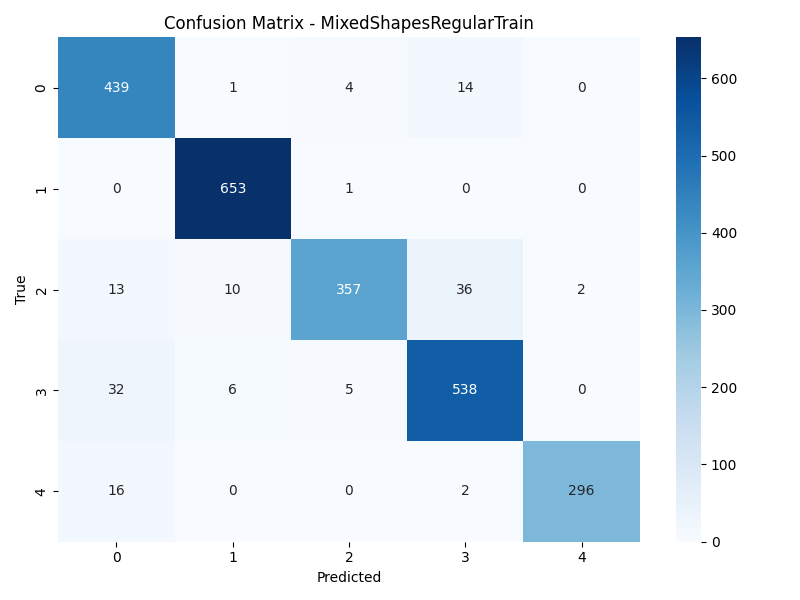 Confusion Matrix - MixedShapesRegularTrain
0 439 1 4 14 0
1 0 653 1 0 0
2 13 10 357 36 2
3 32 6 5 538 0
4 16 0 0 2 296
0 1 2 3 4
True
Predicted
600
500
400
300
200
100
0